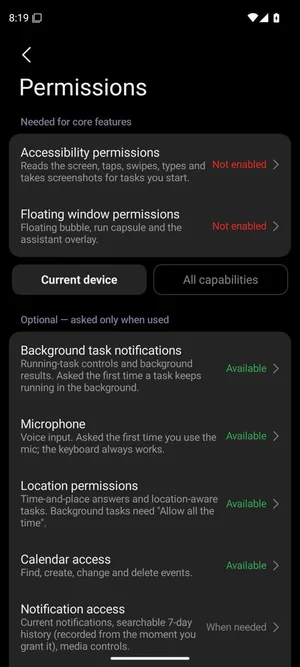 8:19
Permissions
Needed for core features
Accessibility permissions
Reads the screen, taps, swipes, types and
takes screenshots for tasks you start.
Not enabled
Floating window permissions
Floating bubble, run capsule and the
assistant overlay.
Not enabled
Current device
All capabilities
Optional — asked only when used
Background task notifications
Running-task controls and background
results. Asked the first time a task keeps
running in the background.
Available
Microphone
Voice input. Asked the first time you use the
mic; the keyboard always works.
Available
Location permissions
Time-and-place answers and location-aware
tasks. Background tasks need "Allow all the
time".
Available
Calendar access
Find, create, change and delete events.
Available
Notification access
Current notifications, searchable 7-day
history (recorded from the moment you
grant it), media controls.
When needed